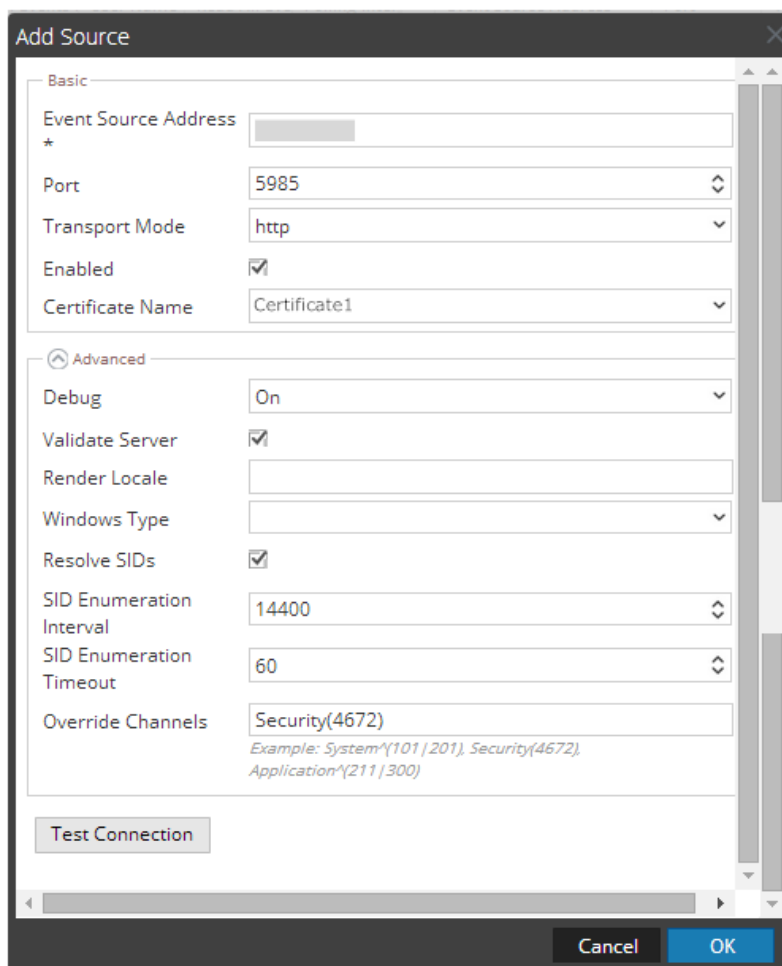 Add Source
Basic
Event Source Address
*
Port
5985
Transport Mode
http
Enabled
Certificate Name
Certificate1
Advanced
Debug
On
Validate Server
Render Locale
Windows Type
Resolve SIDs
SID Enumeration
Interval
14400
SID Enumeration
Timeout
60
Override Channels
Security(4672)
Example: System^(101|201), Security(4672),
Application^(211|300)
Test Connection
Cancel
OK